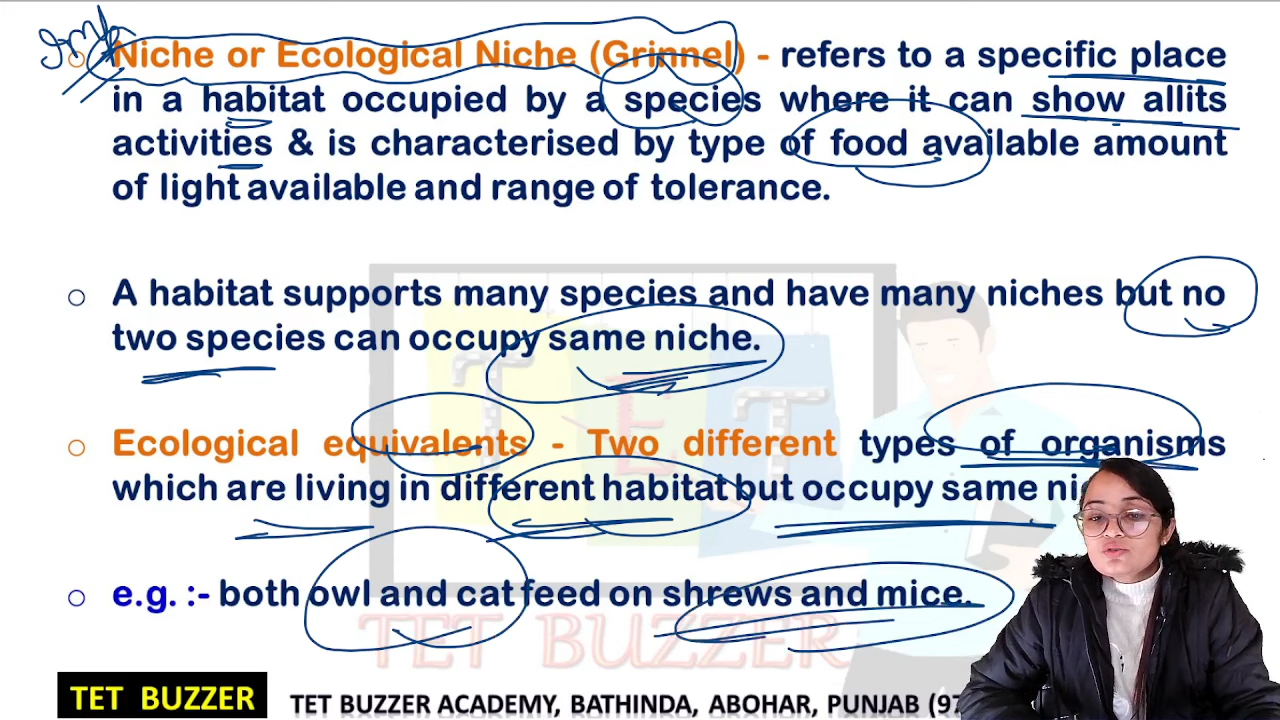 Imp
Niche or Ecological Niche (Grinnel) - refers to a specific place
in a habitat occupied by a species where it can show allits
activities & is characterised by type of food available amount
of light available and range of tolerance.
A habitat supports many species and have many niches but no
two species can occupy same niche.
Ecological equivalents - Two different types of organisms
which are living in different habitat but occupy same
e.g. :- both owl and cat feed on shrews and mice.
TET
TET BUZZER
TET BUZZER
TET BUZZER ACADEMY, BATHINDA, ABOHAR, PUNJAB (97